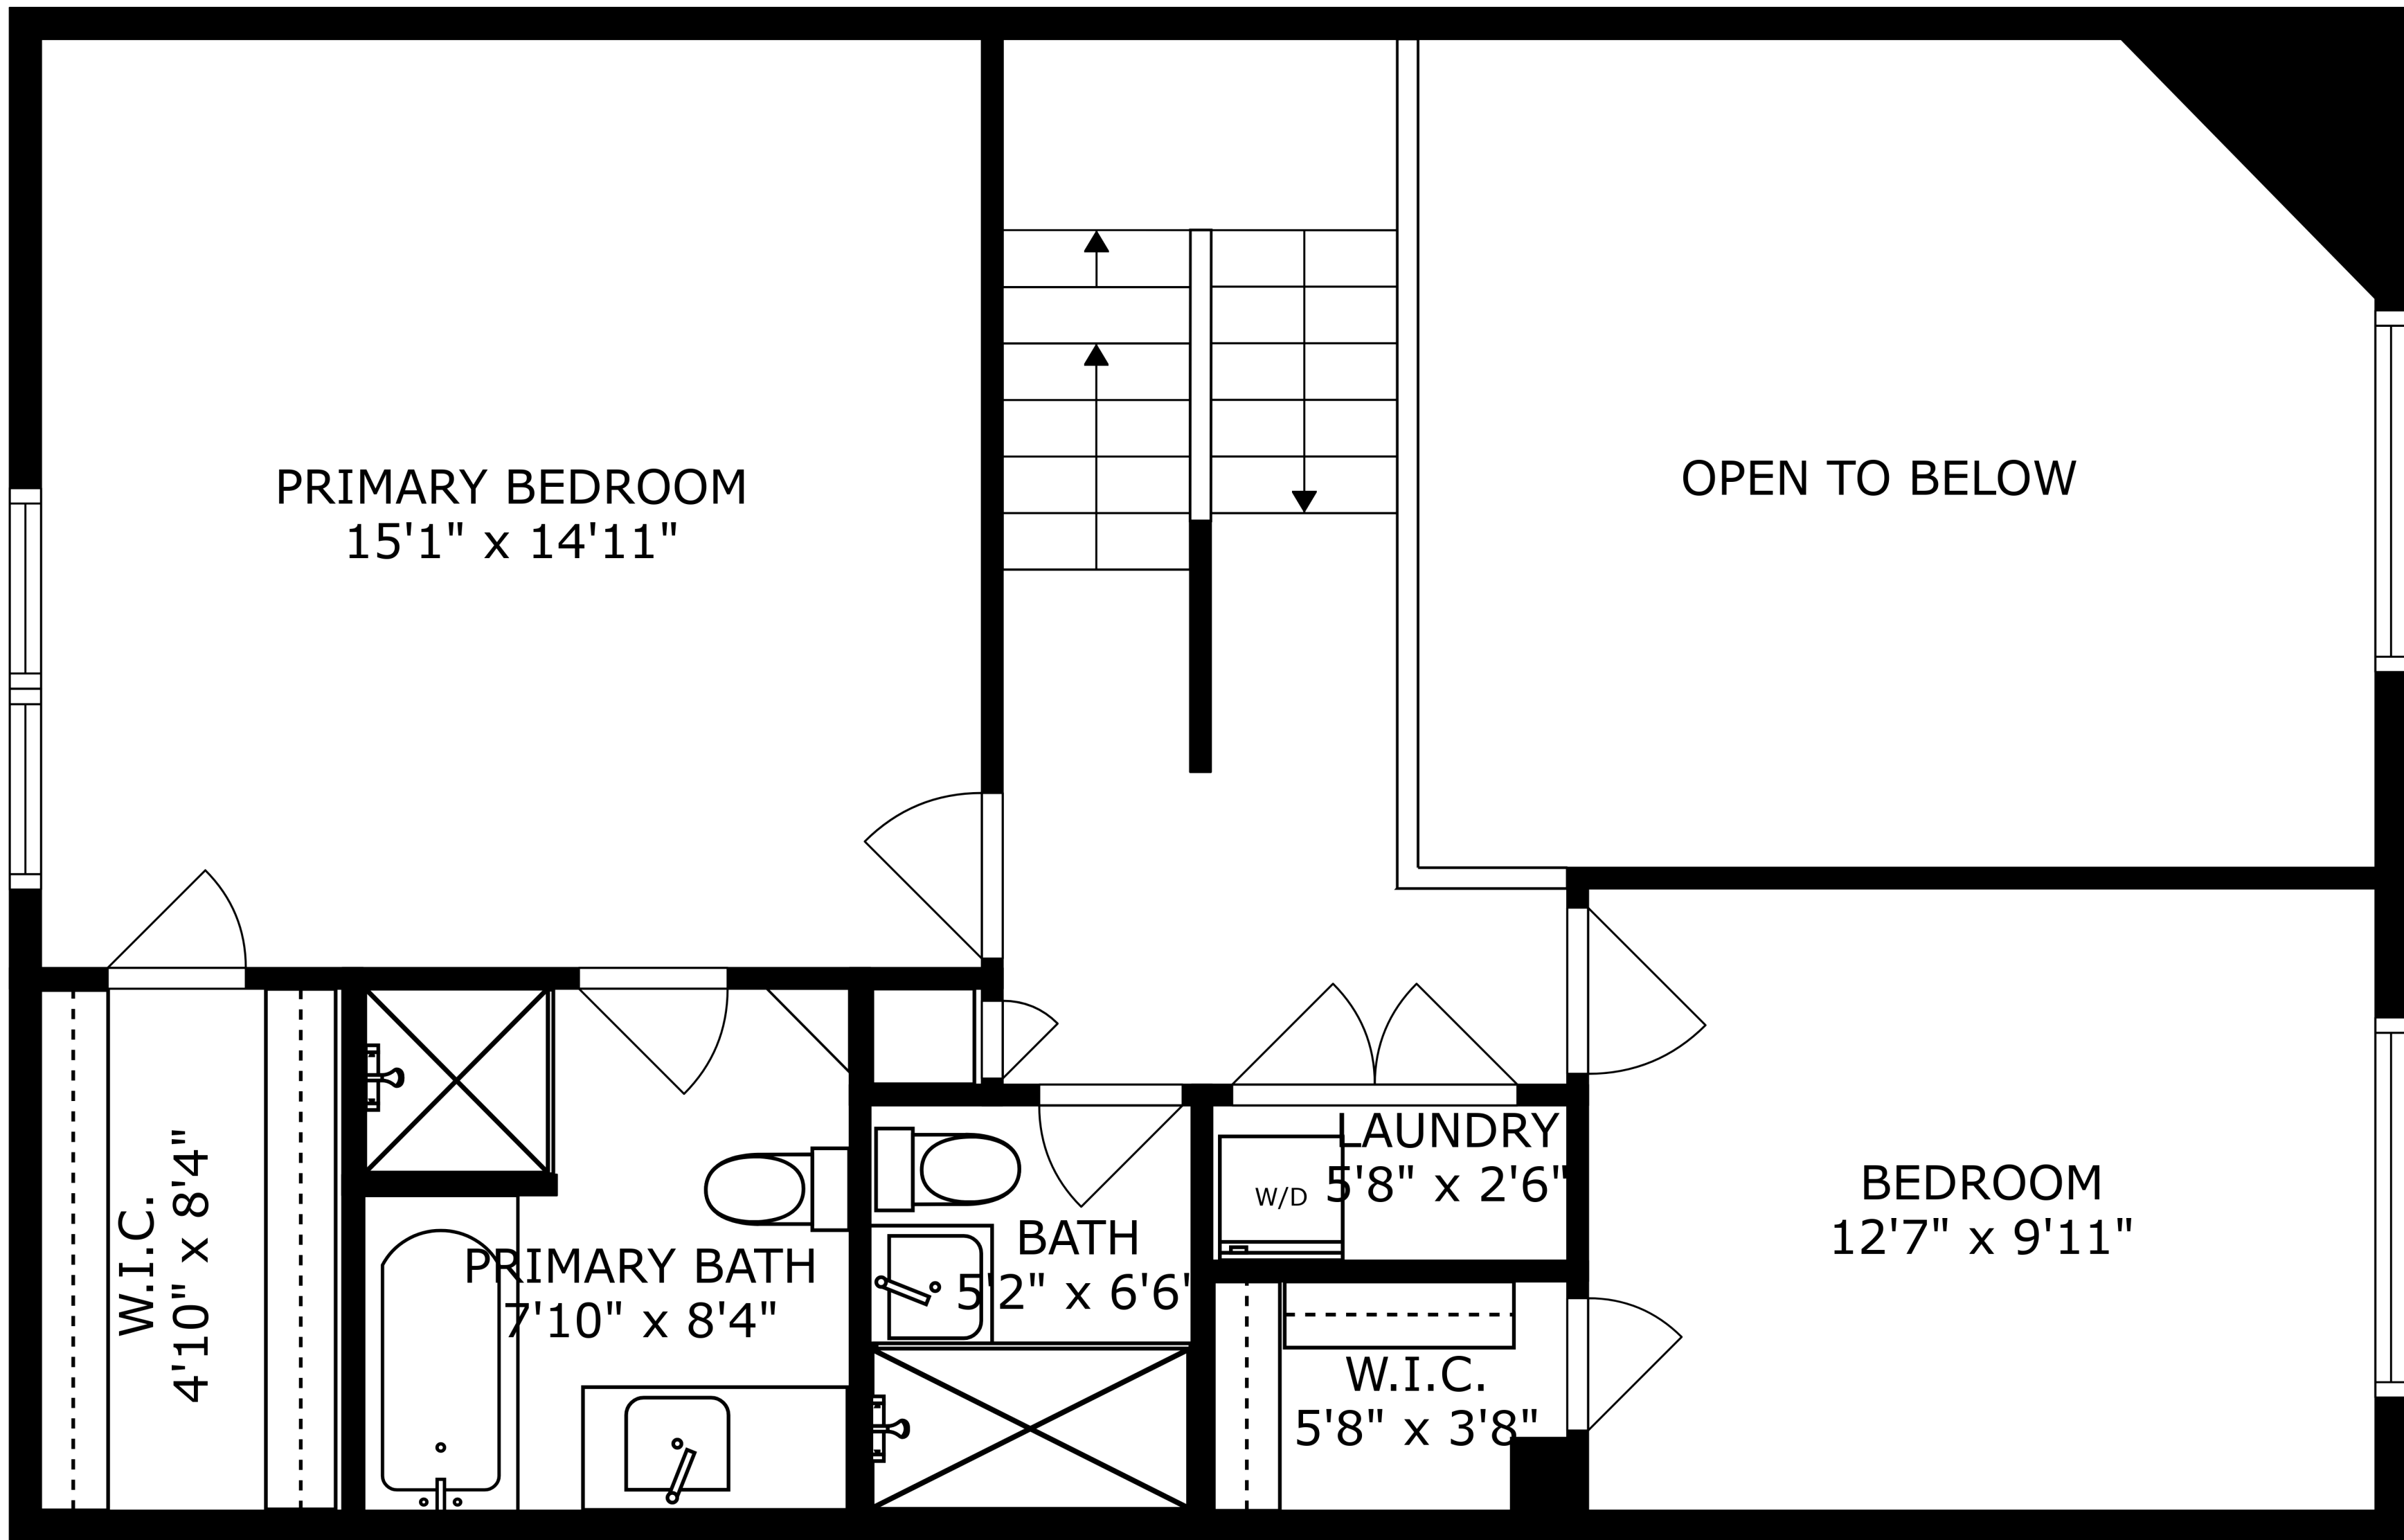 PRIMARY BEDROOM
15'1" x 14'11"
OPEN TO BELOW
W.I.C.
4'10" x 8'4"
PRIMARY BATH
7'10" x 8'4"
BATH
5'2" x 6'6"
LAUNDRY
5'8" x 2'6"
W/D
W.I.C.
5'8" x 3'8"
BEDROOM
12'7" x 9'11"